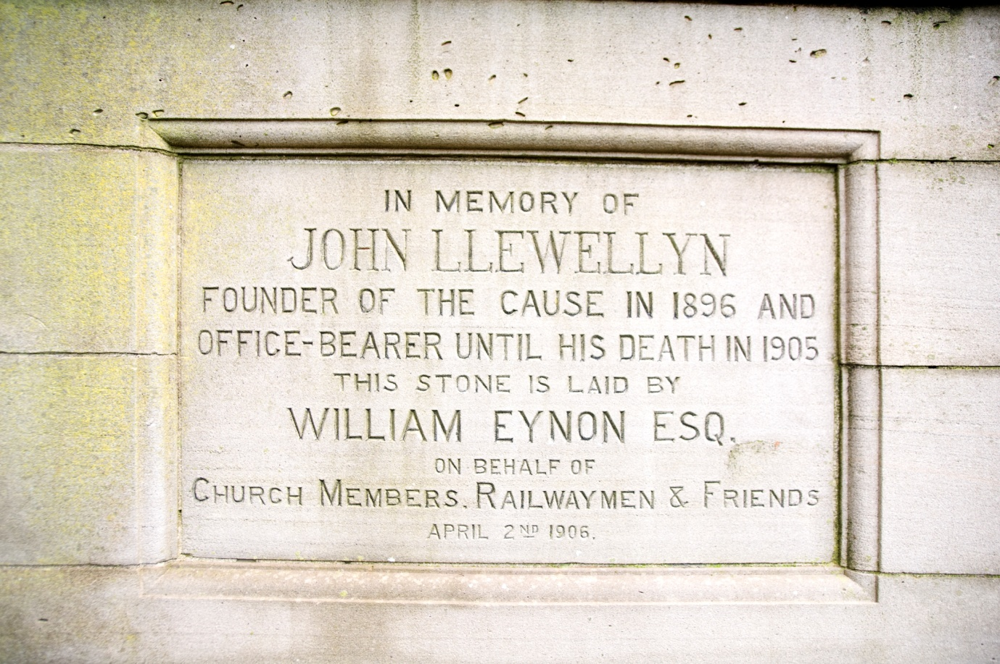 IN MEMORY OF
JOHN LLEWELLYN
FOUNDER OF THE CAUSE IN 1896 AND
OFFICE-BEARER UNTIL HIS DEATH IN 1905
THIS STONE IS LAID BY
WILLIAM EYNON ESQ.
ON BEHALF OF
CHURCH MEMBERS, RAILWAYMEN & FRIENDS
APRIL 2ND 1906.